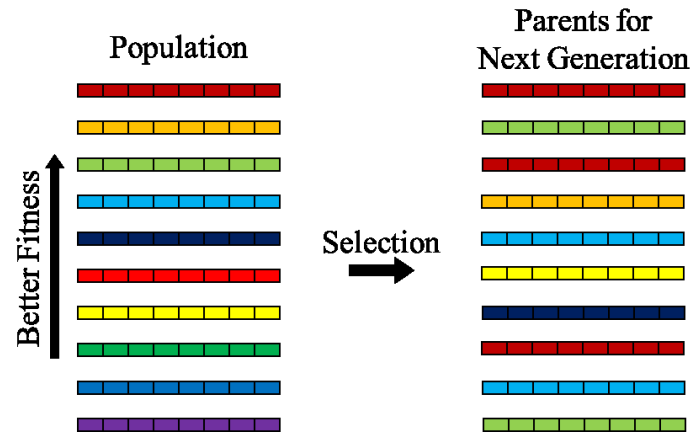 Population
Parents for
Next Generation
Better Fitness
Selection